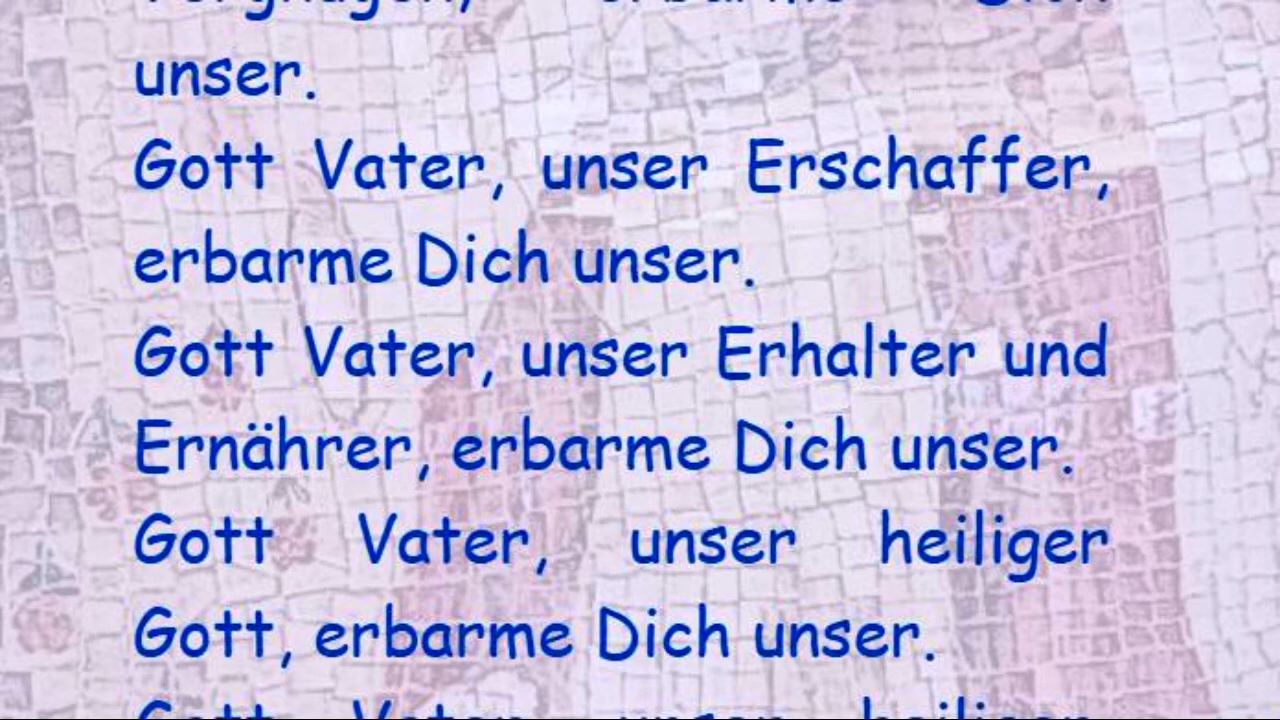 unser.
Gott Vater, unser Erschaffer,
erbarme Dich unser.
Gott Vater, unser Erhalter und
Ernährer, erbarme Dich unser.
Gott Vater, unser heiliger
Gott, erbarme Dich unser.